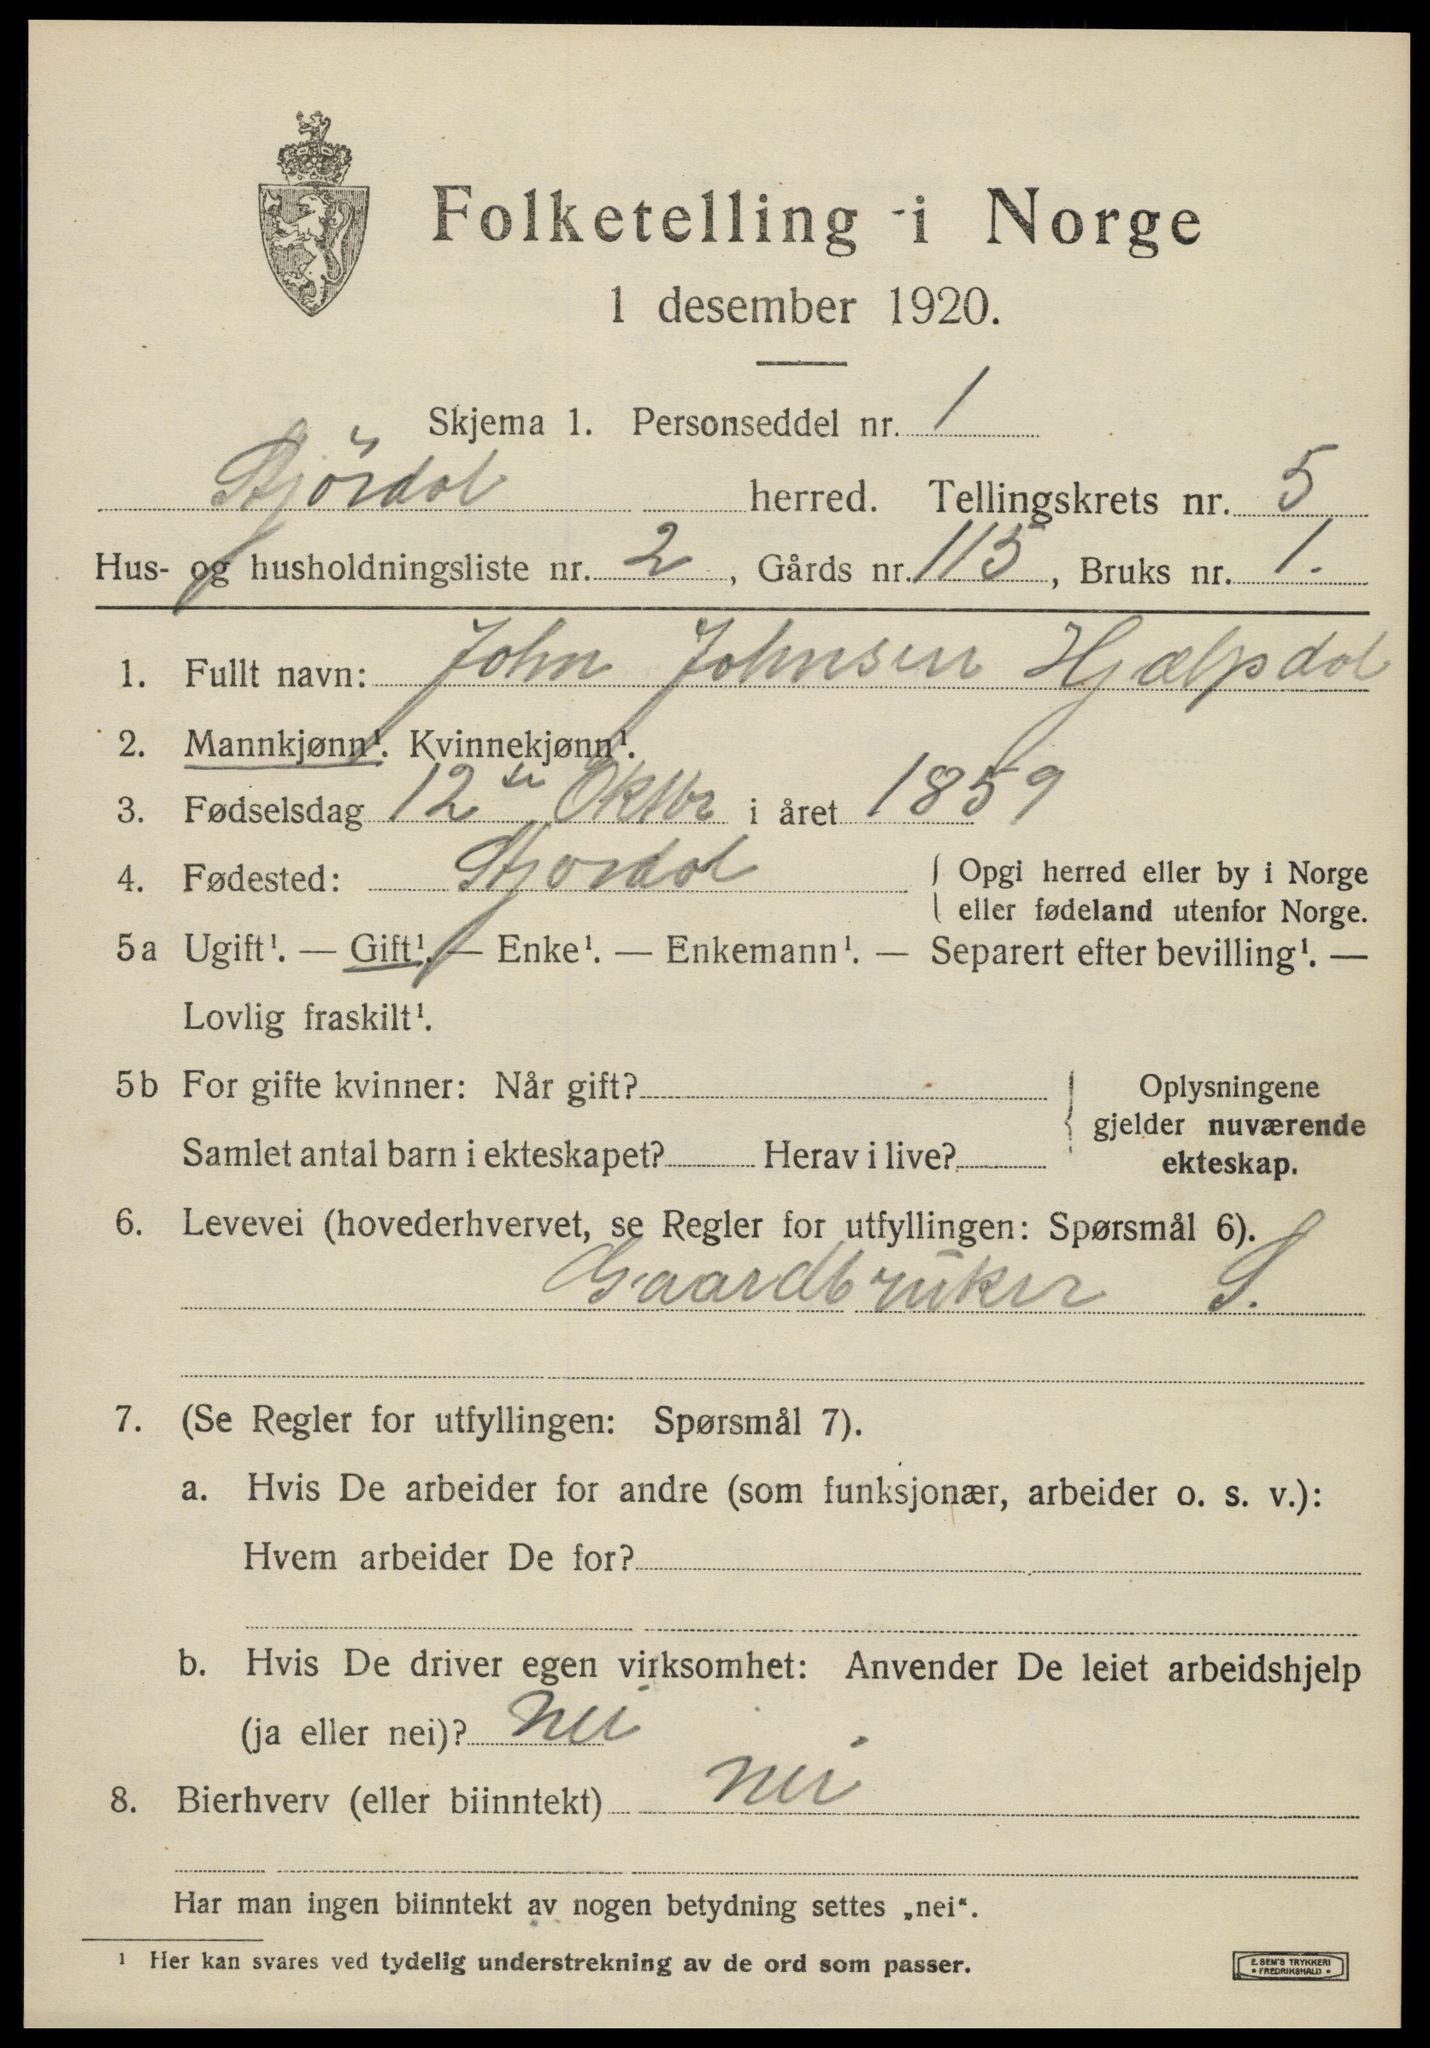 Folketelling i Norge
1 desember 1920.
Skjema 1. Personseddel nr. 1
Stjördal herred. Tellingskrets nr. 5
Hus- og husholdningsliste nr. 2, Gårds nr. 115, Bruks nr. 1.
1. Fullt navn: John Johnsen Hjælpdal
2. Mannkjønn¹. Kvinnekjønn¹.
3. Fødselsdag 12te Oktbr i året 1859
4. Fødested: Stjordal { Opgi herred eller by i Norge
eller fødeland utenfor Norge.
5a Ugift¹. — Gift¹. — Enke¹. — Enkemann¹. — Separert efter bevilling¹. —
Lovlig fraskilt¹.
5b For gifte kvinner: Når gift? { Oplysningene
gjelder nuværende
Samlet antal barn i ekteskapet? Herav i live? ekteskap.
6. Levevei (hovederhvervet, se Regler for utfyllingen: Spørsmål 6).
Gaardbruker S.
7. (Se Regler for utfyllingen: Spørsmål 7).
a. Hvis De arbeider for andre (som funksjonær, arbeider o. s. v.):
Hvem arbeider De for?
b. Hvis De driver egen virksomhet: Anvender De leiet arbeidshjelp
(ja eller nei)? nei
8. Bierhverv (eller biinntekt) nei
Har man ingen biinntekt av nogen betydning settes „nei“.
¹ Her kan svares ved tydelig understrekning av de ord som passer.
E. SEM'S TRYKKERI
• FREDRIKSHALD •